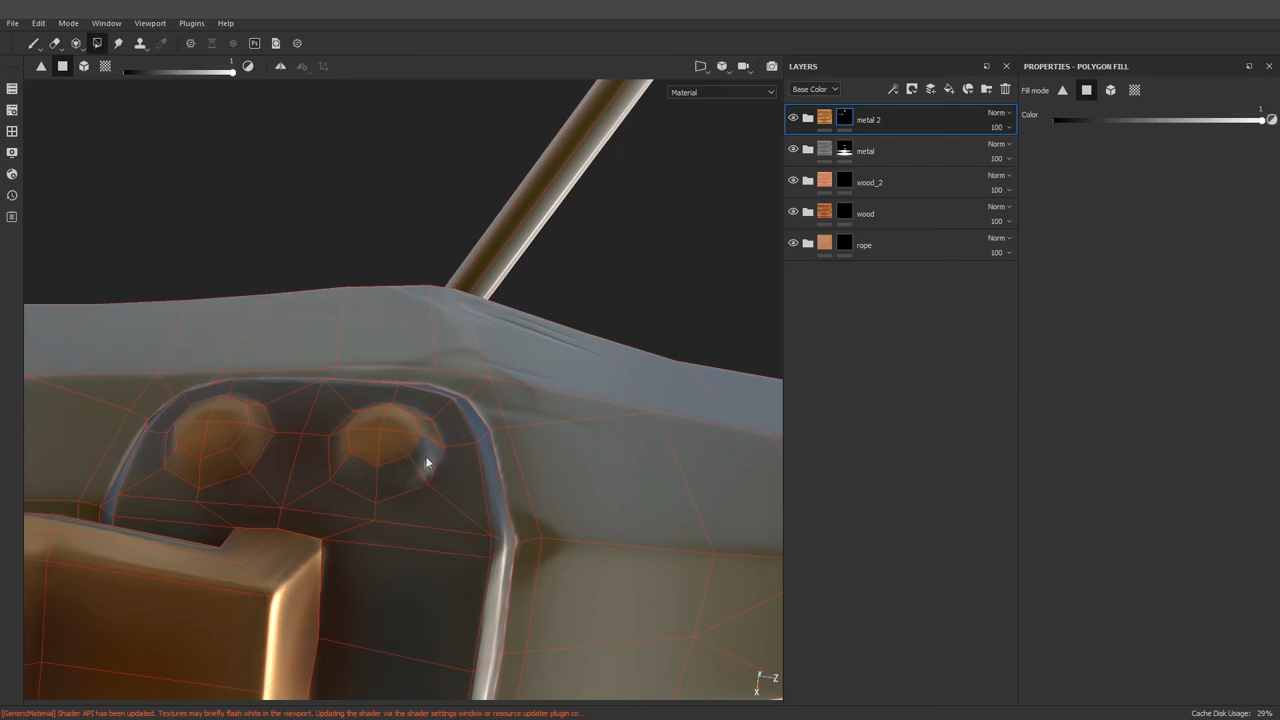 File Edit Mode Window Viewport Plugins Help
Ps
1
Material
LAYERS
Base Color
metal 2 Norm 100
metal Norm 100
wood_2 Norm 100
wood Norm 100
rope Norm 100
PROPERTIES - POLYGON FILL
Fill mode
1
Color
Y Z
X
[GenericMaterial] Shader API has been updated. Textures may briefly flash white in the viewport. Updating the shader via the shader settings window or resource updater plugin co...
Cache Disk Usage: 29%